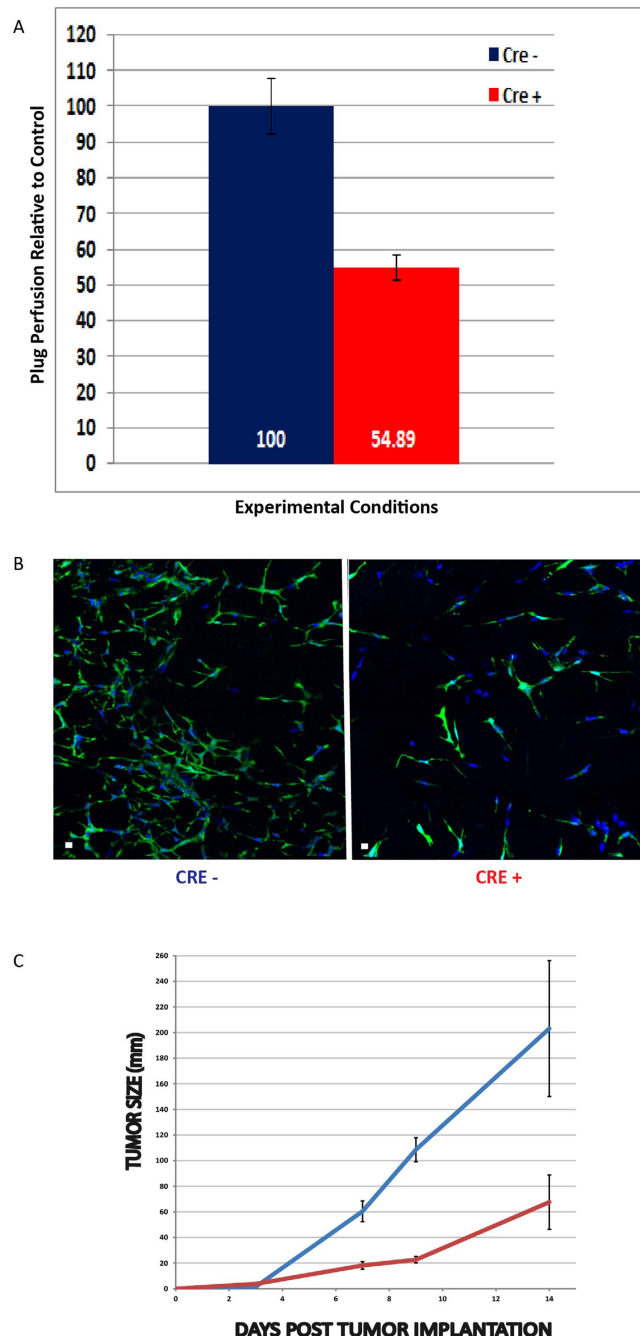 A
Plug Perfusion Relative to Control
120
110
100
90
80
70
60
50
40
30
20
10
0
Cre -
Cre +
100
54.89
Experimental Conditions
B
CRE -
CRE +
C
TUMOR SIZE (mm)
260
240
220
200
180
160
140
120
100
80
60
40
20
0
0 2 4 6 8 10 12 14
DAYS POST TUMOR IMPLANTATION